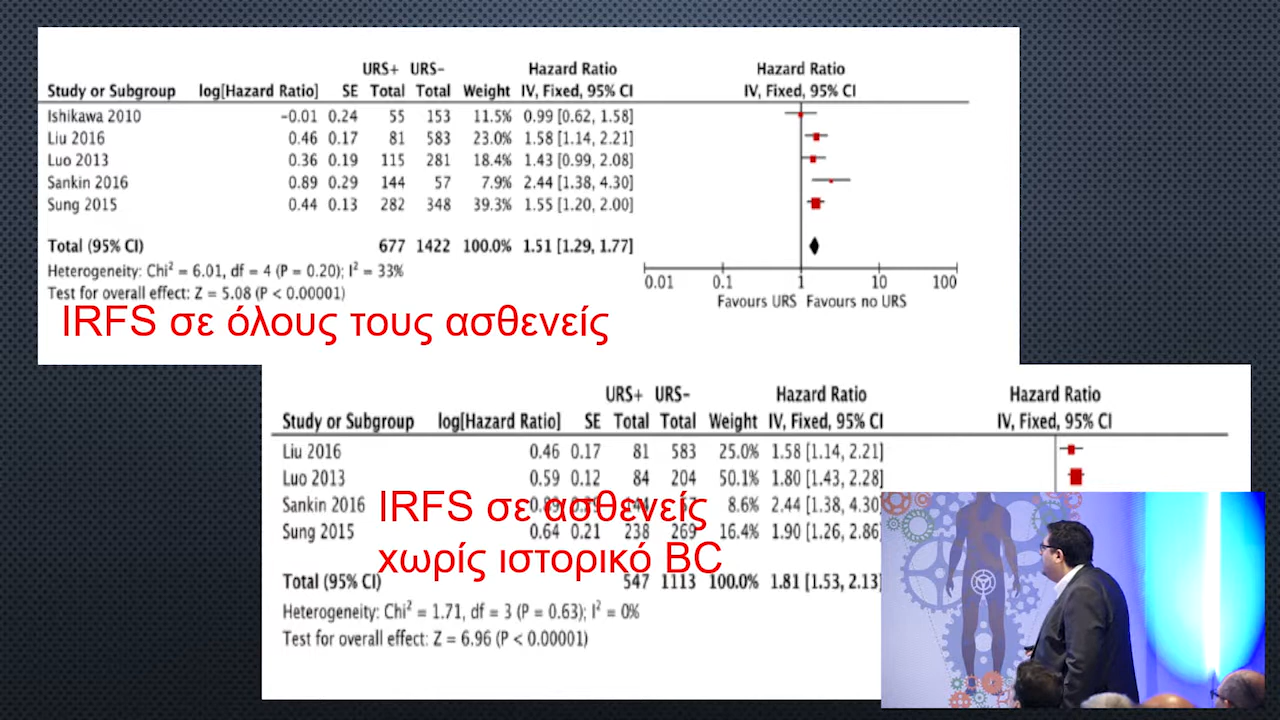 URS+ URS− Hazard Ratio Hazard Ratio
Study or Subgroup log[Hazard Ratio] SE Total Total Weight IV, Fixed, 95% CI IV, Fixed, 95% CI
Ishikawa 2010 −0.01 0.24 55 153 11.5% 0.99 [0.62, 1.58]
Liu 2016 0.46 0.17 81 583 23.0% 1.58 [1.14, 2.21]
Luo 2013 0.36 0.19 115 281 18.4% 1.43 [0.99, 2.08]
Sankin 2016 0.89 0.29 144 57 7.9% 2.44 [1.38, 4.30]
Sung 2015 0.44 0.13 282 348 39.3% 1.55 [1.20, 2.00]
Total (95% CI) 677 1422 100.0% 1.51 [1.29, 1.77]
Heterogeneity: Chi² = 6.01, df = 4 (P = 0.20); I² = 33%
Test for overall effect: Z = 5.08 (P < 0.00001)
0.01 0.1 1 10 100
Favours URS Favours no URS
IRFS σε όλους τους ασθενείς
URS+ URS− Hazard Ratio Hazard Ratio
Study or Subgroup log[Hazard Ratio] SE Total Total Weight IV, Fixed, 95% CI IV, Fixed, 95% CI
Liu 2016 0.46 0.17 81 583 25.0% 1.58 [1.14, 2.21]
Luo 2013 0.59 0.12 84 204 50.1% 1.80 [1.43, 2.28]
Sankin 2016 8.6% 2.44 [1.38, 4.30]
Sung 2015 0.64 0.21 238 269 16.4% 1.90 [1.26, 2.86]
IRFS σε ασθενείς
χωρίς ιστορικό BC
Total (95% CI) 547 1113 100.0% 1.81 [1.53, 2.13]
Heterogeneity: Chi² = 1.71, df = 3 (P = 0.63); I² = 0%
Test for overall effect: Z = 6.96 (P < 0.00001)